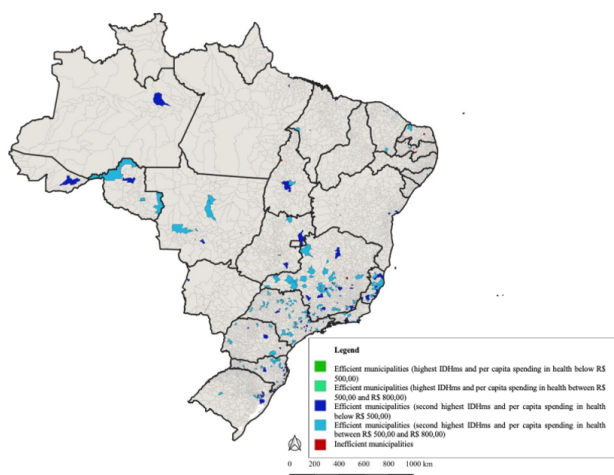 Legend
Efficient municipalities (highest IDHms and per capita spending in health below R$
500,00)
Efficient municipalities (highest IDHms and per capita spending in health between R$
500,00 and R$ 800,00)
Efficient municipalities (second highest IDHms and per capita spending in health
below R$ 500,00)
Efficient municipalities (second highest IDHms and per capita spending in health
between R$ 500,00 and R$ 800,00)
Inefficient municipalities
0 200 400 600 800 1000 km